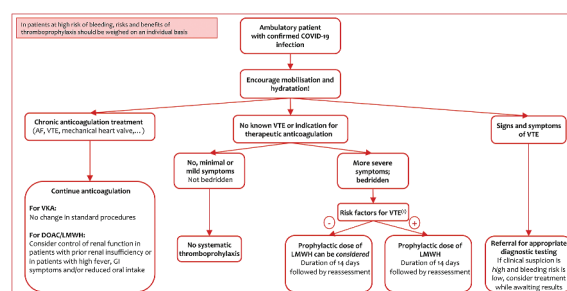 In patients at high risk of bleeding, risks and benefits of
thromboprophylaxis should be weighed on an individual basis
Ambulatory patient
with confirmed COVID-19
infection
Encourage mobilisation and
hydratation!
Chronic anticoagulation treatment
(AF, VTE, mechanical heart valve,…)
No known VTE or indication for
therapeutic anticoagulation
Signs and symptoms
of VTE
No, minimal or
mild symptoms
Not bedridden
More severe
symptoms;
bedridden
Continue anticoagulation
For VKA:
No change in standard procedures
For DOAC/LMWH:
Consider control of renal function in
patients with prior renal insufficiency or
in patients with high fever, GI
symptoms and/or reduced oral intake
Risk factors for VTE
-
+
No systematic
thromboprophylaxis
Prophylactic dose of
LMWH can be considered
Duration of 14 days
followed by reassessment
Prophylactic dose of
LMWH
Duration of 14 days
followed by reassessment
Referral for appropriate
diagnostic testing
If clinical suspicion is
high and bleeding risk is
low, consider treatment
while awaiting results